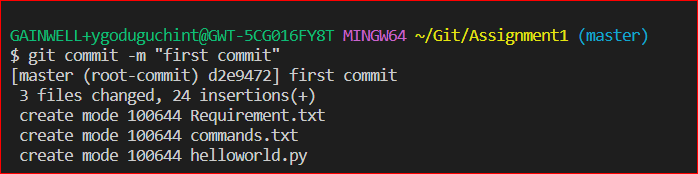 GAINWELL+ygoduguchint@GWT-5CG016FY8T MINGW64 ~/Git/Assignment1 (master)
$ git commit -m "first commit"
[master (root-commit) d2e9472] first commit
 3 files changed, 24 insertions(+)
 create mode 100644 Requirement.txt
 create mode 100644 commands.txt
 create mode 100644 helloworld.py